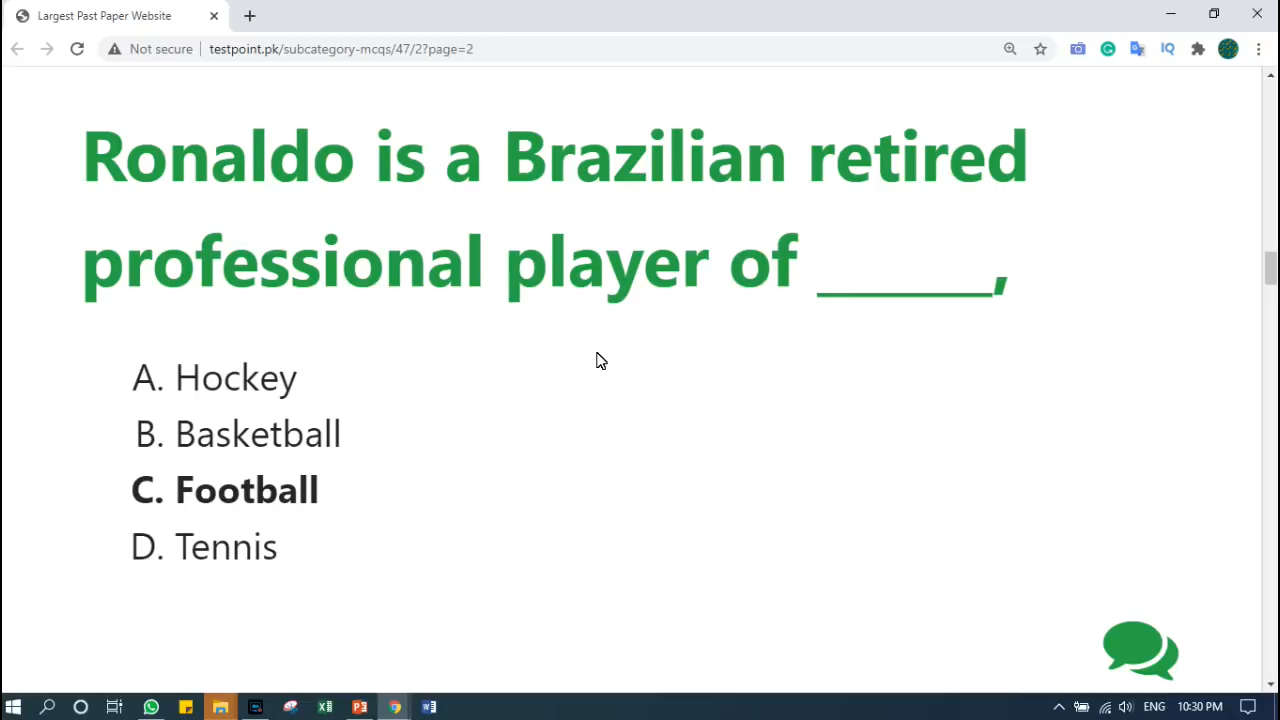 Largest Past Paper Website
Not secure
testpoint.pk/subcategory-mcqs/47/2?page=2
IQ
Ronaldo is a Brazilian retired
professional player of ______,
A. Hockey
B. Basketball
C. Football
D. Tennis
ENG 10:30 PM